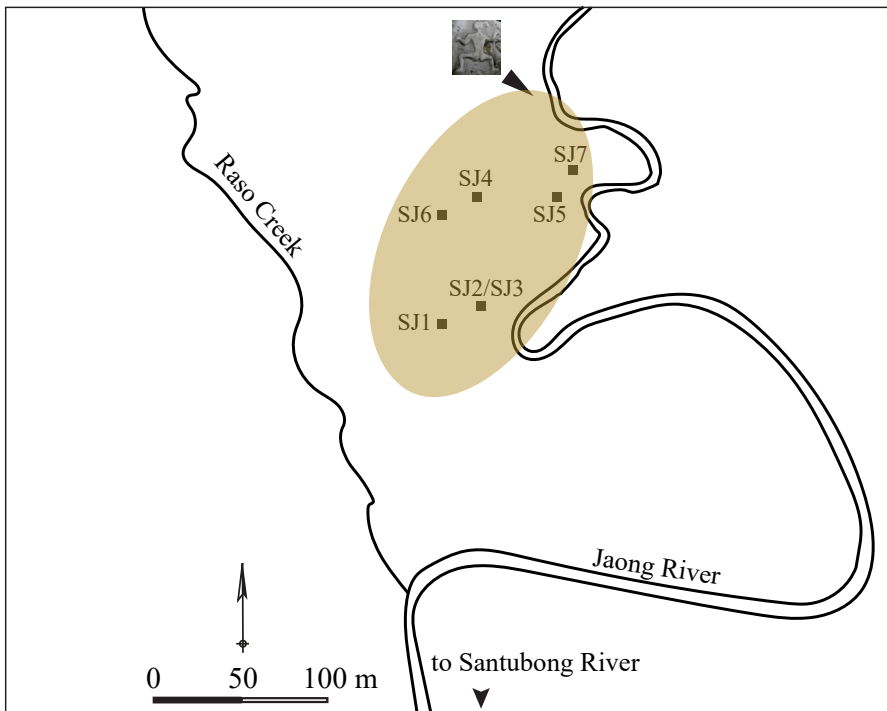 SJ7
SJ4
SJ6
SJ5
Raso Creek
SJ2/SJ3
SJ1
Jaong River
to Santubong River
0 50 100 m